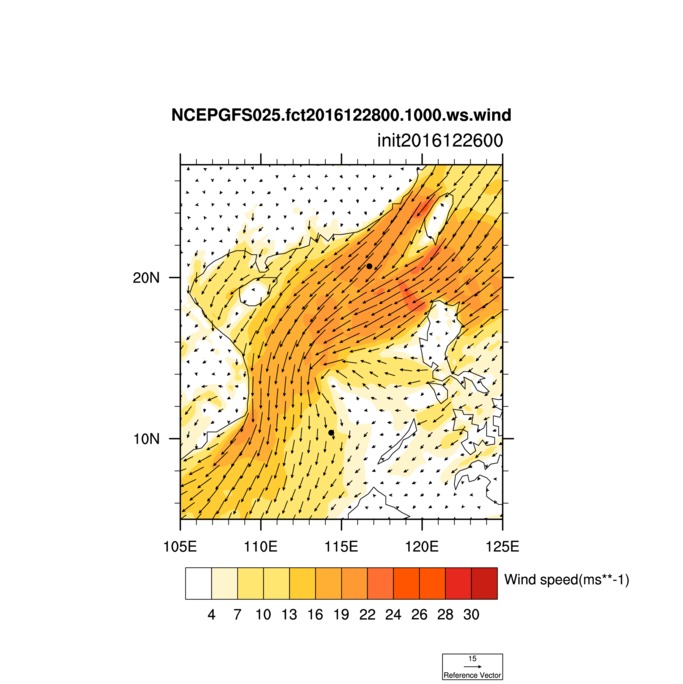 NCEPGFS025.fct2016122800.1000.ws.wind
init2016122600
20N
10N
105E 110E 115E 120E 125E
Wind speed(ms**-1)
4 7 10 13 16 19 22 24 26 28 30
15
Reference Vector